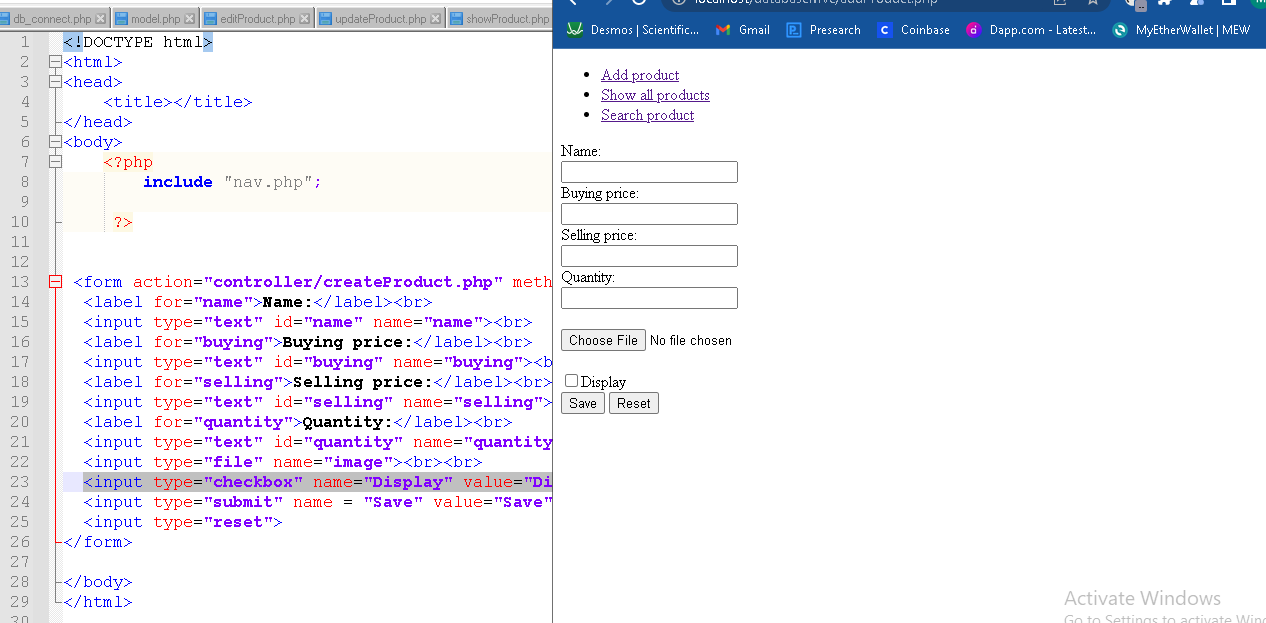 db_connect.php model.php editProduct.php updateProduct.php showProduct.php
1 <!DOCTYPE html>
2 <html>
3 <head>
4 <title></title>
5 </head>
6 <body>
7 <?php
8 include "nav.php";
9
10 ?>
11
12
13 <form action="controller/createProduct.php" meth
14 <label for="name">Name:</label><br>
15 <input type="text" id="name" name="name"><br>
16 <label for="buying">Buying price:</label><br>
17 <input type="text" id="buying" name="buying"><b
18 <label for="selling">Selling price:</label><br>
19 <input type="text" id="selling" name="selling">
20 <label for="quantity">Quantity:</label><br>
21 <input type="text" id="quantity" name="quantity
22 <input type="file" name="image"><br><br>
23 <input type="checkbox" name="Display" value="Di
24 <input type="submit" name = "Save" value="Save"
25 <input type="reset">
26 </form>
27
28 </body>
29 </html>
30
Desmos | Scientific... Gmail Presearch Coinbase Dapp.com - Latest... MyEtherWallet | MEW
Add product
Show all products
Search product
Name:
Buying price:
Selling price:
Quantity:
Choose File No file chosen
Display
Save Reset
Activate Windows
Go to Settings to activate Win